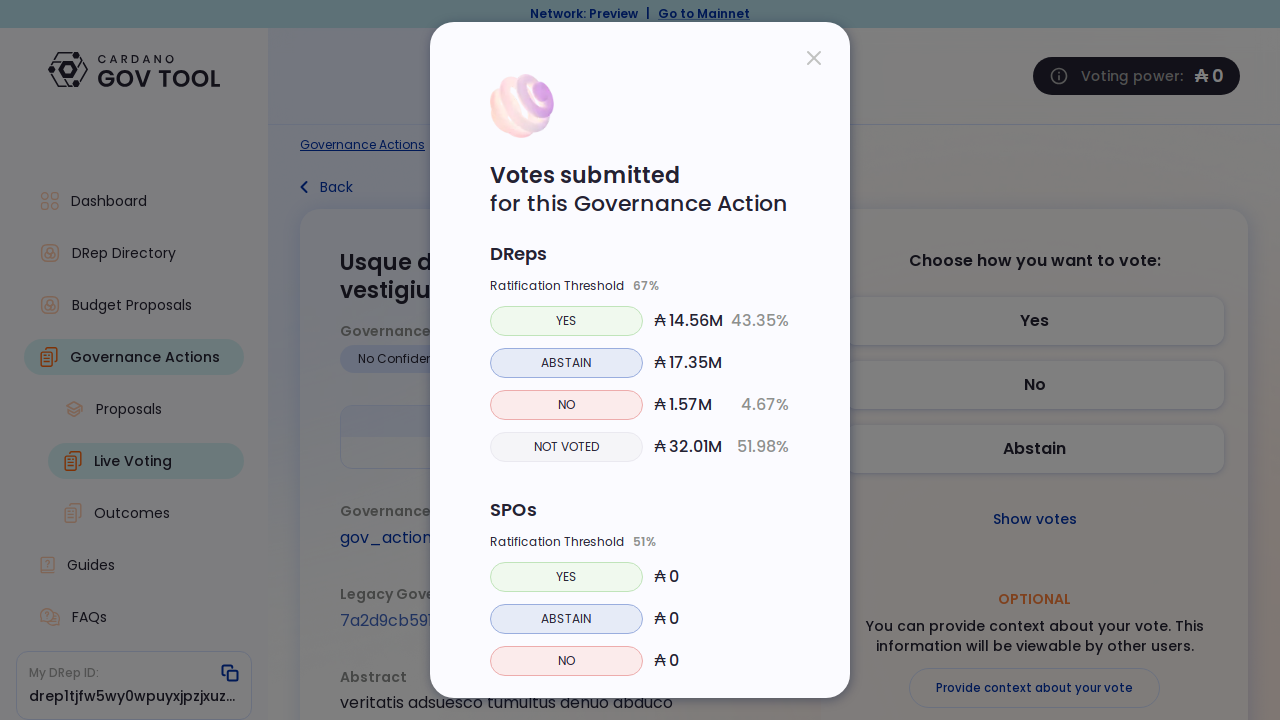 Network: Preview | Go to Mainnet
CARDANO
GOV TOOL
Voting power: ₳ 0
Governance Actions
Back
Dashboard
DRep Directory
Budget Proposals
Governance Actions
Proposals
Live Voting
Outcomes
Guides
FAQs
My DRep ID:
drep1tjfw5wy0wpuyxjpzjxuz...
Usque
vestigiu
Governance
No Confiden
Governance
gov_action
Legacy Gove
7a2d9cb59
Abstract
veritatis adsuesco tumultus denuo abduco
Votes submitted
for this Governance Action
DReps
Ratification Threshold 67%
YES ₳ 14.56M 43.35%
ABSTAIN ₳ 17.35M
NO ₳ 1.57M 4.67%
NOT VOTED ₳ 32.01M 51.98%
SPOs
Ratification Threshold 51%
YES ₳ 0
ABSTAIN ₳ 0
NO ₳ 0
Choose how you want to vote:
Yes
No
Abstain
Show votes
OPTIONAL
You can provide context about your vote. This
information will be viewable by other users.
Provide context about your vote